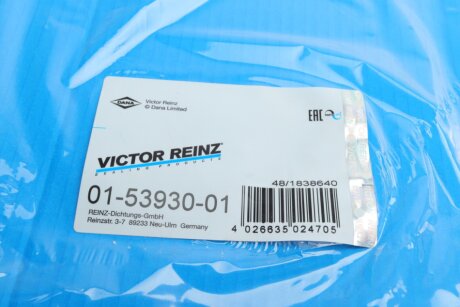 DANA
Victor Reinz
© Dana Limited
EAC
VICTOR REINZ
SEALING PRODUCTS
48/1838640
01-53930-01
REINZ-Dichtungs-GmbH
Reinzstr. 3-7 89233 Neu-Ulm Germany
4 026635 024705